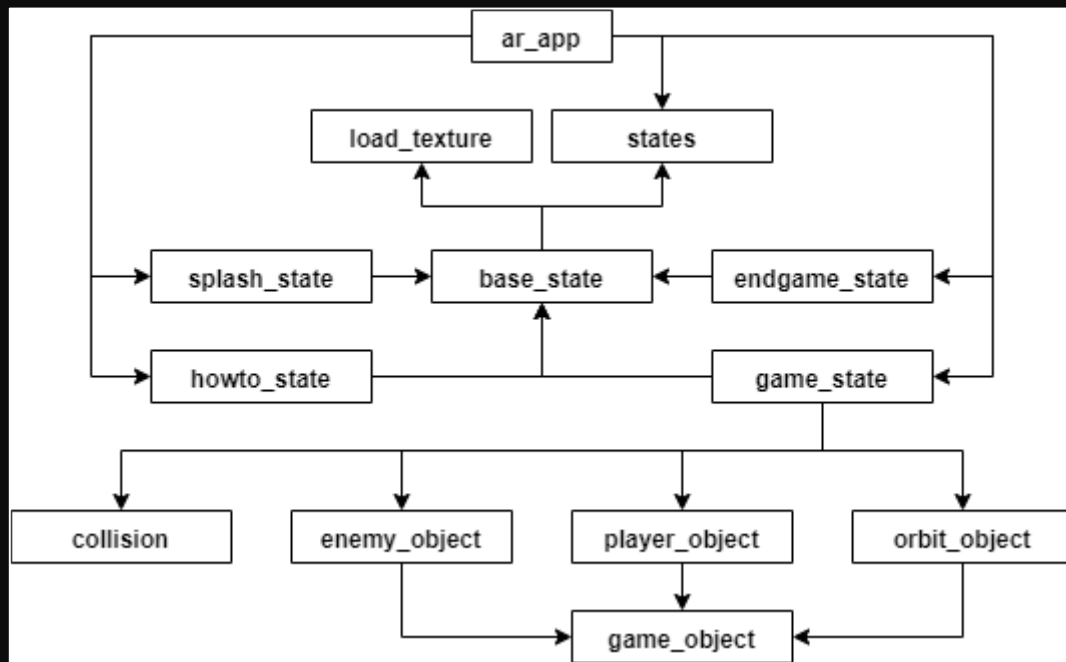 ar_app
load_texture
states
splash_state
base_state
endgame_state
howto_state
game_state
collision
enemy_object
player_object
orbit_object
game_object